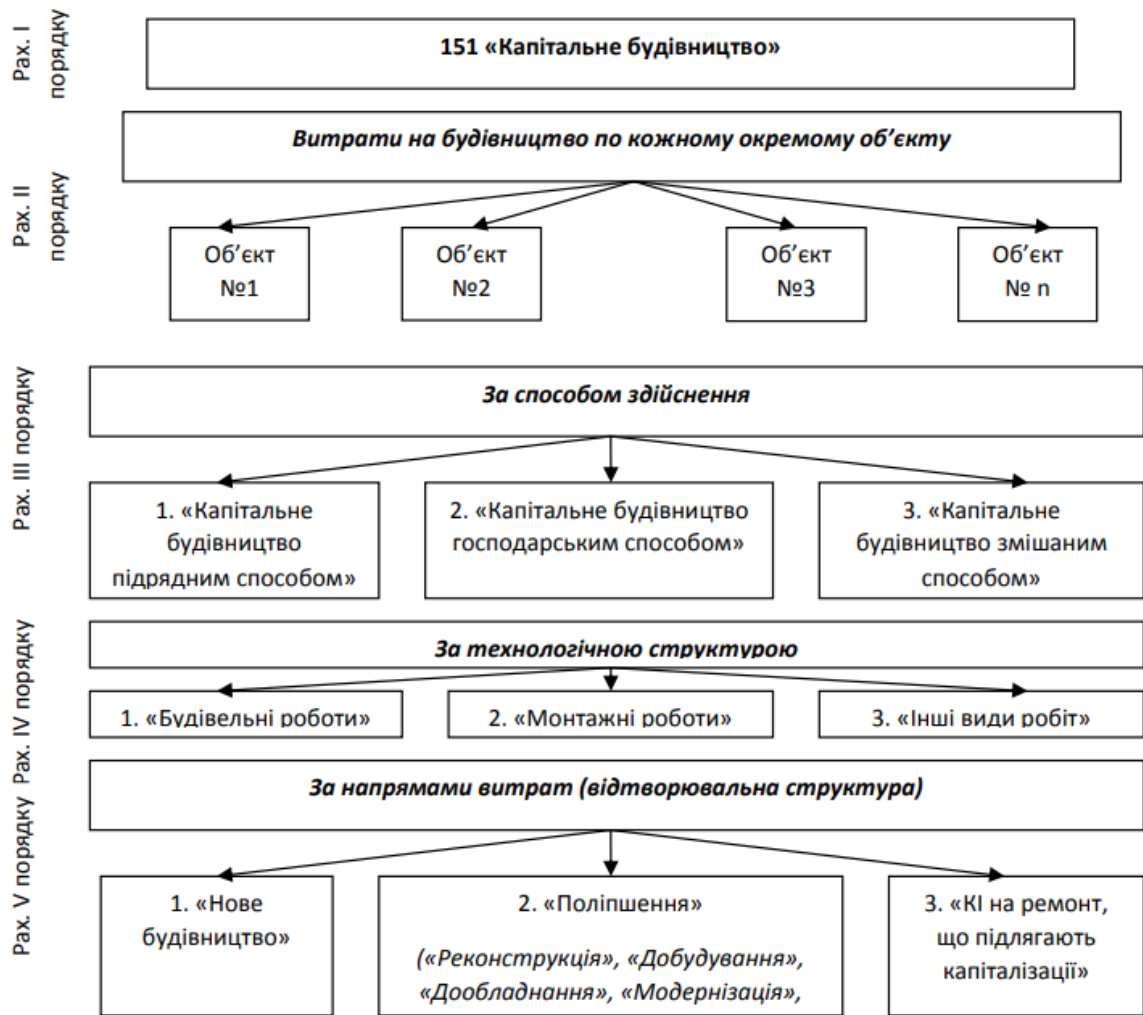 Рах. І
порядку
151 «Капітальне будівництво»
Рах. ІІ
порядку
Витрати на будівництво по кожному окремому об’єкту
Об’єкт
№1
Об’єкт
№2
Об’єкт
№3
Об’єкт
№ n
Рах. ІІІ порядку
За способом здійснення
1. «Капітальне
будівництво
підрядним способом»
2. «Капітальне будівництво
господарським способом»
3. «Капітальне
будівництво змішаним
способом»
Рах. IV порядку
За технологічною структурою
1. «Будівельні роботи»
2. «Монтажні роботи»
3. «Інші види робіт»
Рах. V порядку
За напрямами витрат (відтворювальна структура)
1. «Нове
будівництво»
2. «Поліпшення»
(«Реконструкція», «Добудування»,
«Дообладнання», «Модернізація»,
3. «КІ на ремонт,
що підлягають
капіталізації»